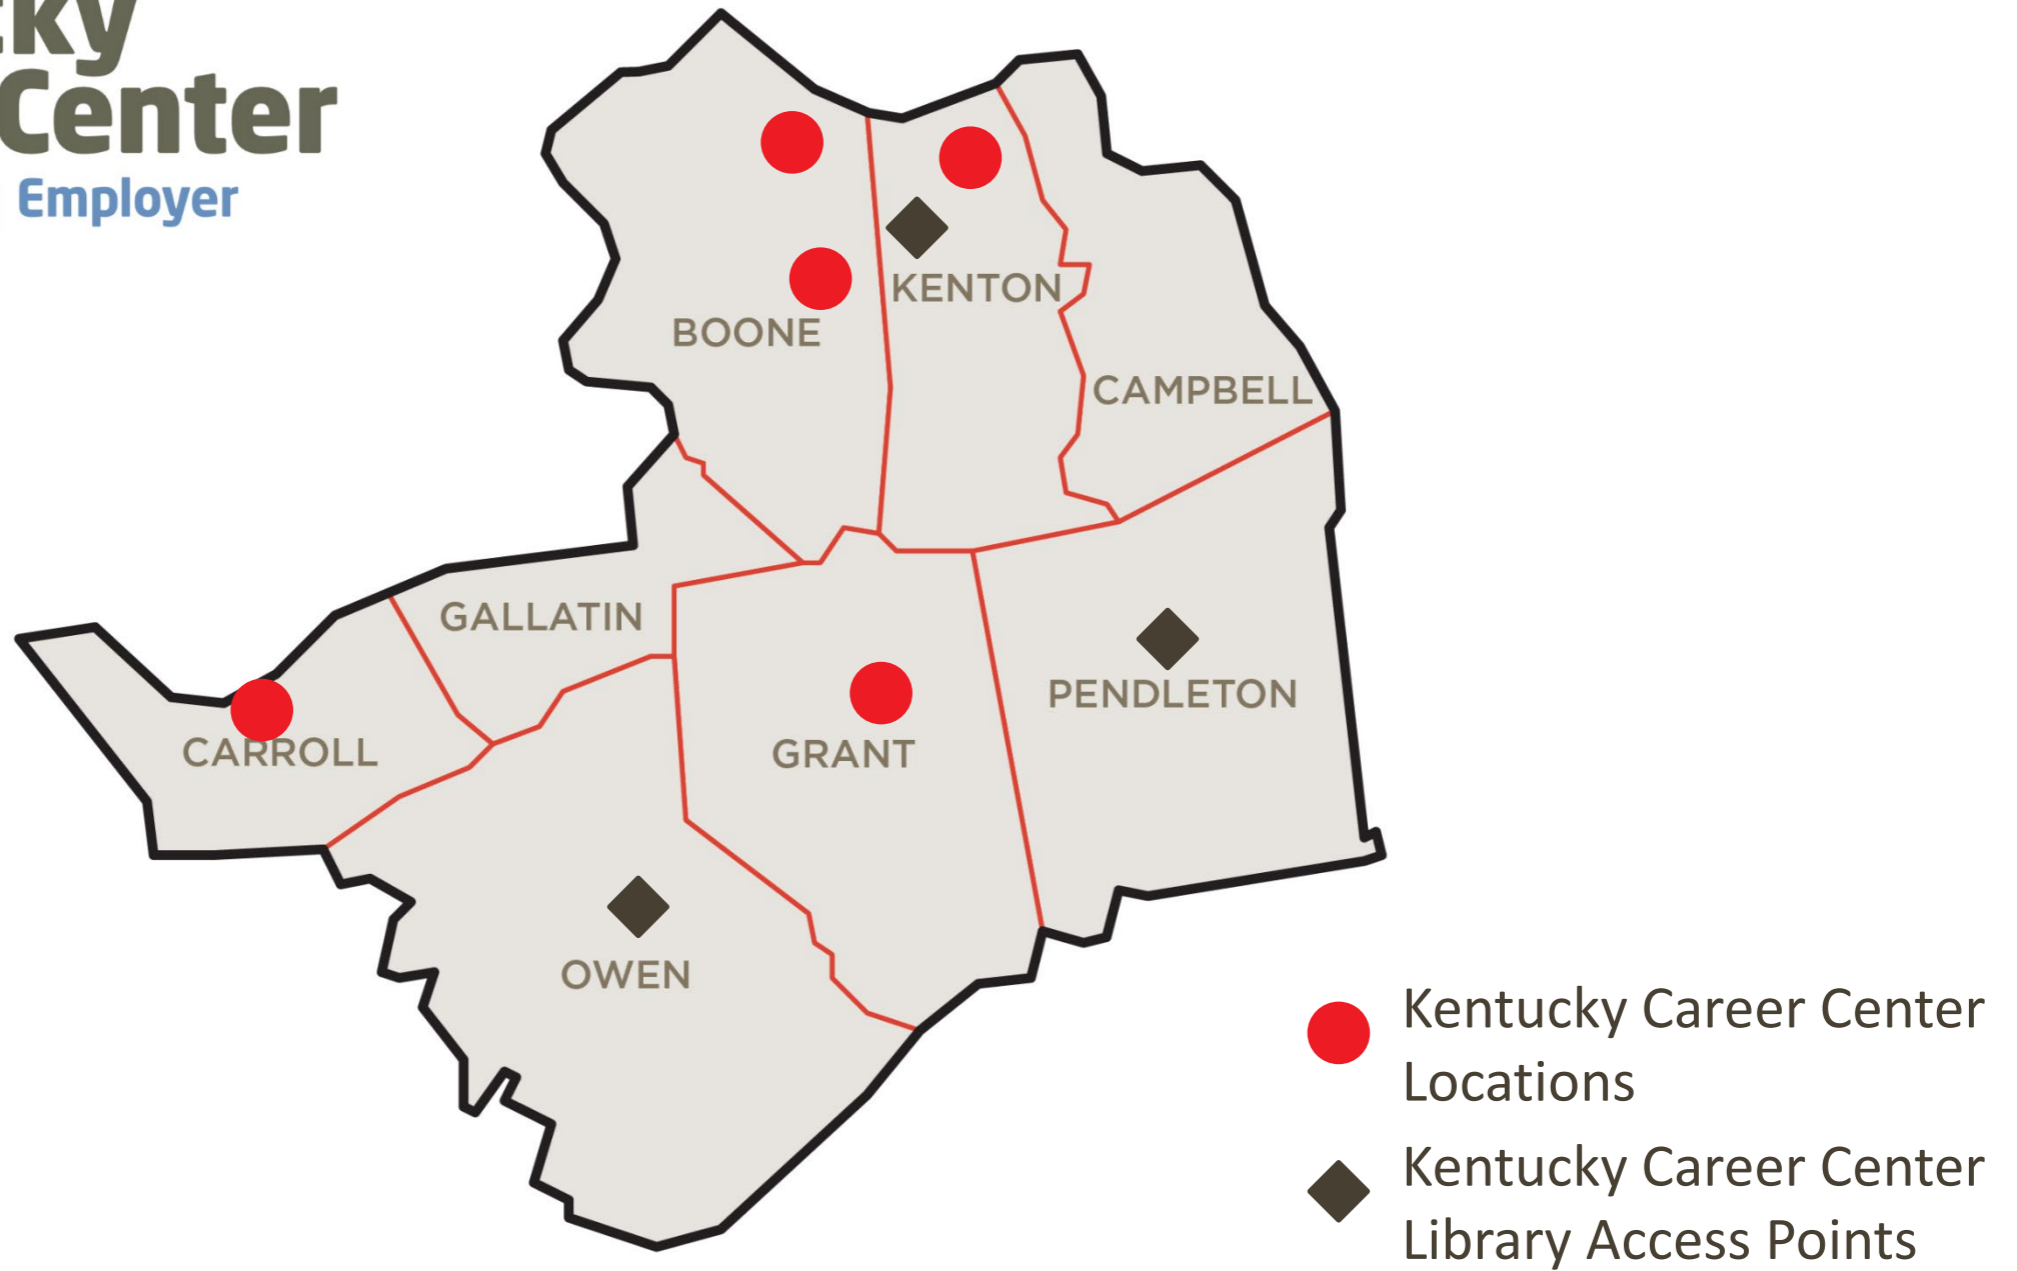 Center
Employer
KENTON
BOONE
CAMPBELL
GALLATIN
PENDLETON
CARROLL
GRANT
OWEN
Kentucky Career Center
Locations
Kentucky Career Center
Library Access Points